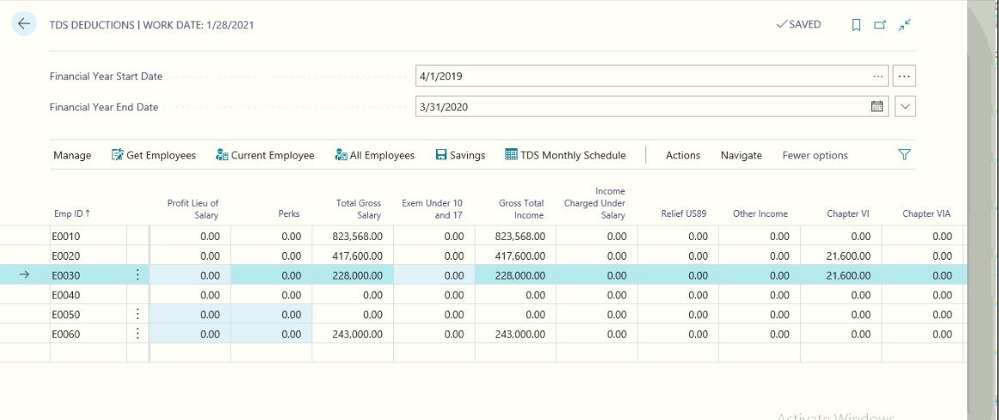 TDS DEDUCTIONS | WORK DATE: 1/28/2021 SAVED
Financial Year Start Date 4/1/2019 ... ...
Financial Year End Date 3/31/2020
Manage Get Employees Current Employee All Employees Savings TDS Monthly Schedule Actions Navigate Fewer options
Emp ID ↑ Profit Lieu of Salary Perks Total Gross Salary Exem Under 10 and 17 Gross Total Income Income Charged Under Salary Relief US89 Other Income Chapter VI Chapter VIA
E0010 0.00 0.00 823,568.00 0.00 823,568.00 0.00 0.00 0.00 0.00 0.00
E0020 0.00 0.00 417,600.00 0.00 417,600.00 0.00 0.00 0.00 21,600.00 0.00
E0030 0.00 0.00 228,000.00 0.00 228,000.00 0.00 0.00 0.00 21,600.00 0.00
E0040 0.00 0.00 0.00 0.00 0.00 0.00 0.00 0.00 0.00 0.00
E0050 0.00 0.00 0.00 0.00 0.00 0.00 0.00 0.00 0.00 0.00
E0060 0.00 0.00 243,000.00 0.00 243,000.00 0.00 0.00 0.00 0.00 0.00
Activate Windows